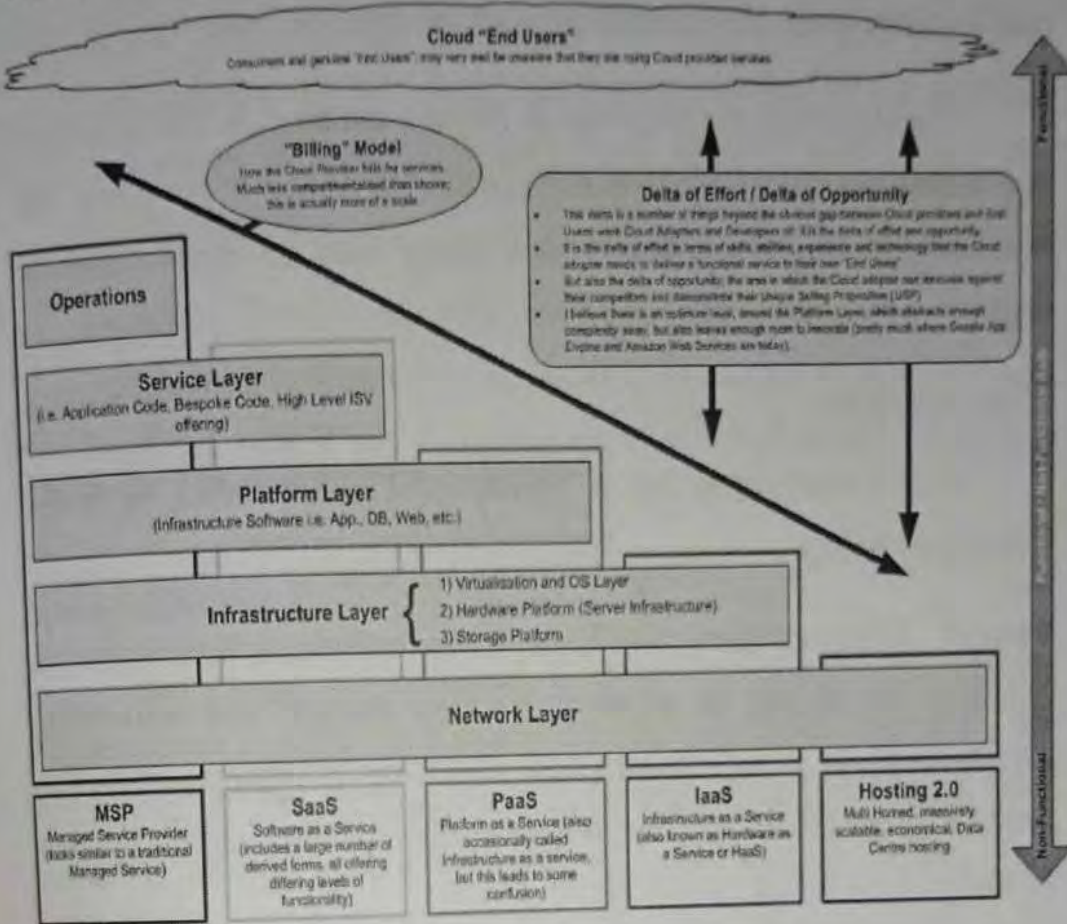 Cloud "End Users"
Consumers and genuine "End Users"; may very well be unaware that they are using Cloud provided services
"Billing" Model
How the Cloud Provider bills for services.
Much less compartmentalised than above;
this is actually more of a scale
Delta of Effort / Delta of Opportunity
• This delta is a number of things beyond the obvious gap between Cloud providers and End
Users which Cloud Adopters and Developers sit. It is the delta of effort and opportunity
• It is the delta of effort in terms of skills, abilities, experience and technology that the Cloud
adopter needs to deliver a functional service to their own "End Users"
• But also the delta of opportunity; the area in which the Cloud adopter can innovate against
their competitors and demonstrate their Unique Selling Proposition (USP)
• I believe there is an optimum level, around the Platform Layer, which abstracts enough
complexity away, but also leaves enough room to innovate (pretty much where Google App
Engine and Amazon Web Services are today).
Operations
Service Layer
(i.e. Application Code, Bespoke Code, High Level ISV
offering)
Platform Layer
(Infrastructure Software i.e. App., DB, Web, etc.)
Infrastructure Layer
1) Virtualisation and OS Layer
2) Hardware Platform (Server Infrastructure)
3) Storage Platform
Network Layer
MSP
Managed Service Provider
(looks similar to a traditional
Managed Service)
SaaS
Software as a Service
(includes a large number of
derived forms, all offering
differing levels of
functionality)
PaaS
Platform as a Service (also
occasionally called
Infrastructure as a service,
but this leads to some
confusion)
IaaS
Infrastructure as a Service
(also known as Hardware as
a Service or HaaS)
Hosting 2.0
Multi Homed, massively
scalable, economical, Data
Centre hosting
Functional
Non-Functional